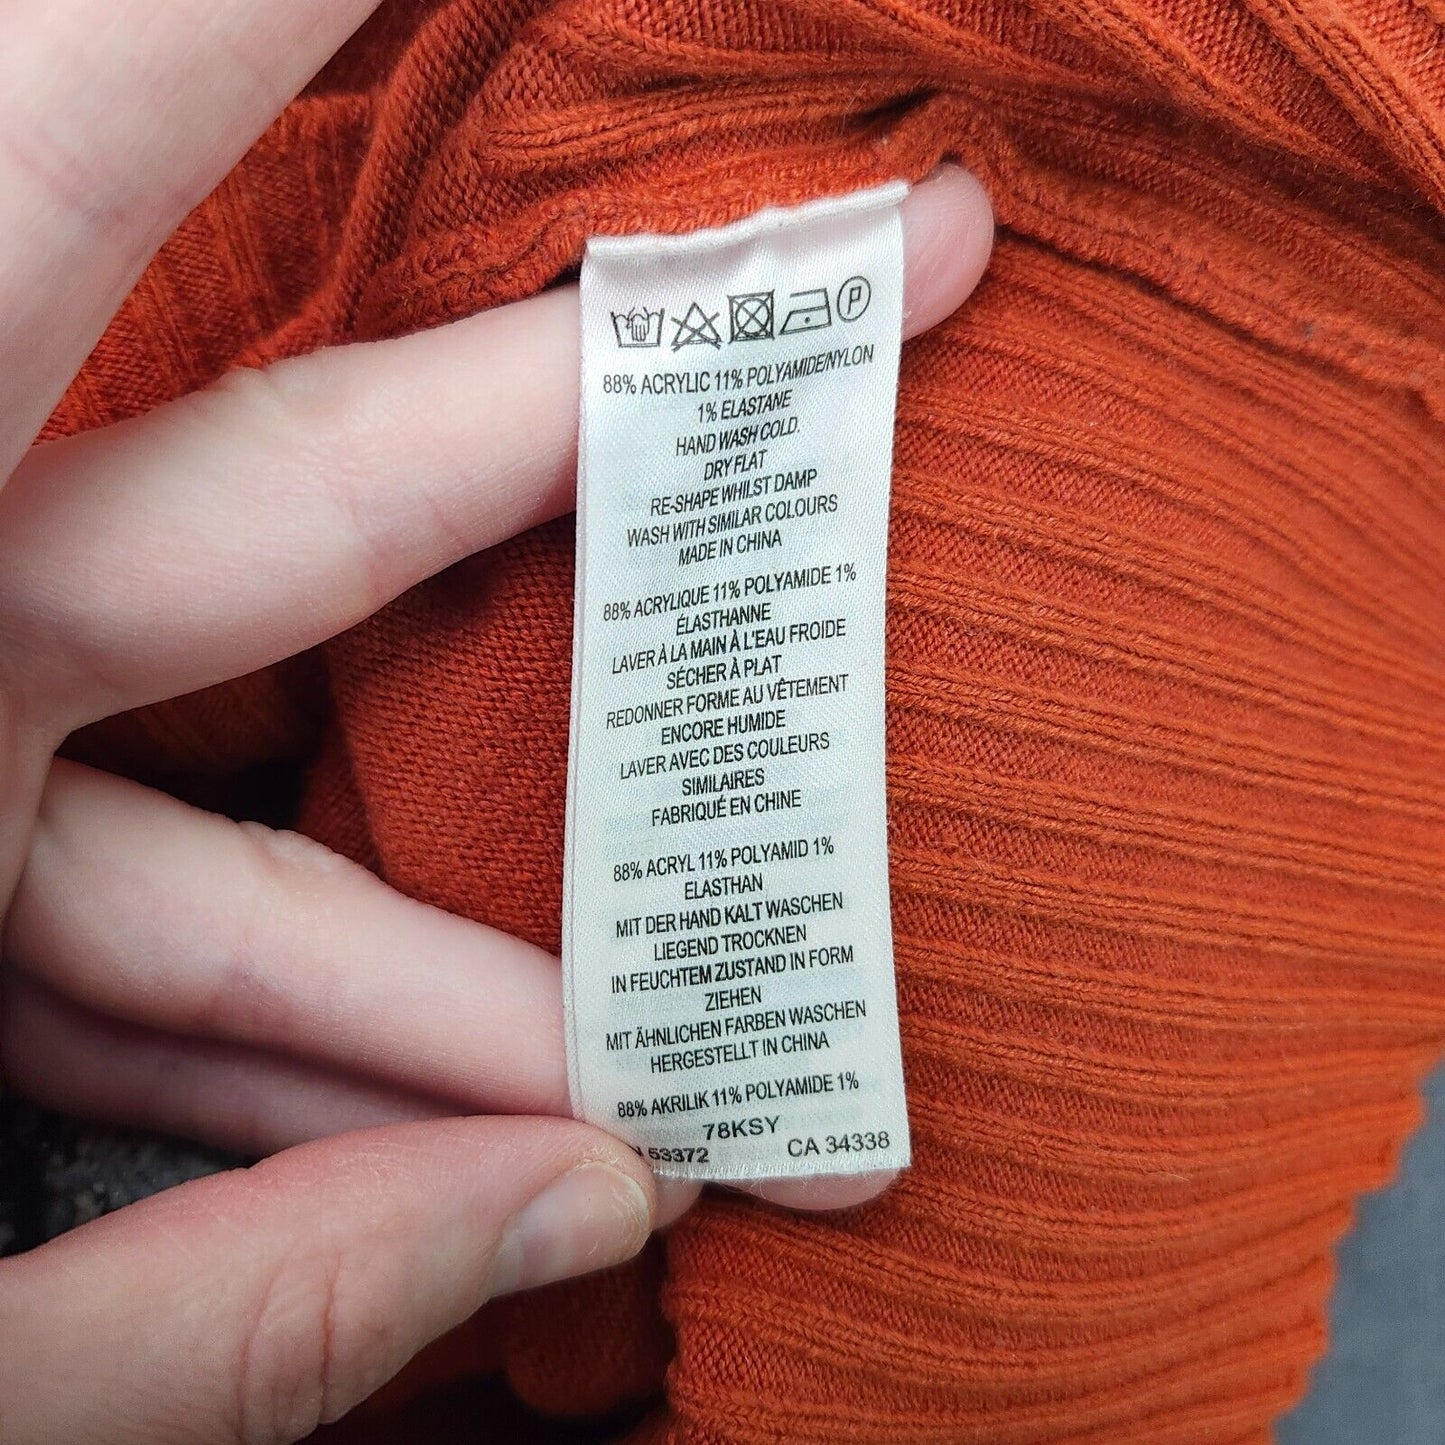 P
88% ACRYLIC 11% POLYAMIDE/NYLON
1% ELASTANE
HAND WASH COLD.
DRY FLAT
RE-SHAPE WHILST DAMP
WASH WITH SIMILAR COLOURS
MADE IN CHINA
88% ACRYLIQUE 11% POLYAMIDE 1%
ÉLASTHANNE
LAVER À LA MAIN À L'EAU FROIDE
SÉCHER À PLAT
REDONNER FORME AU VÊTEMENT
ENCORE HUMIDE
LAVER AVEC DES COULEURS
SIMILAIRES
FABRIQUÉ EN CHINE
88% ACRYL 11% POLYAMID 1%
ELASTHAN
MIT DER HAND KALT WASCHEN
LIEGEND TROCKNEN
IN FEUCHTEM ZUSTAND IN FORM
ZIEHEN
MIT ÄHNLICHEN FARBEN WASCHEN
HERGESTELLT IN CHINA
88% AKRILIK 11% POLYAMIDE 1%
78KSY
53372 CA 34338